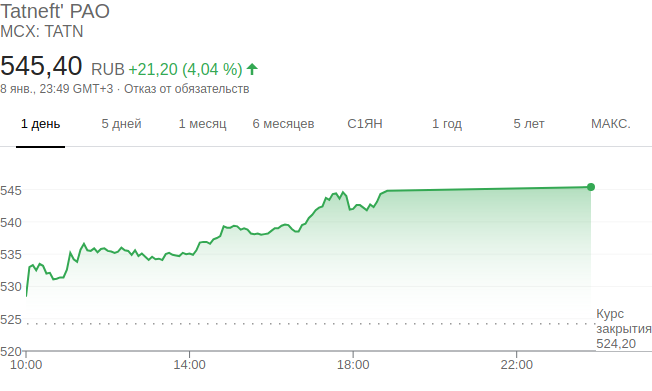 Tatneft' PAO
MCX: TATN
545,40 RUB +21,20 (4,04 %)
8 янв., 23:49 GMT+3 · Отказ от обязательств
1 день 5 дней 1 месяц 6 месяцев С1ЯН 1 год 5 лет МАКС.
545
540
535
530
525
520
Курс
закрытия
524,20
10:00 14:00 18:00 22:00